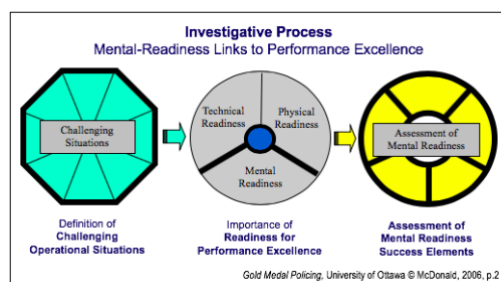 Investigative Process
Mental-Readiness Links to Performance Excellence
Challenging
Situations
Technical
Readiness
Physical
Readiness
Mental
Readiness
Assessment of
Mental Readiness
Definition of
Challenging
Operational Situations
Importance of
Readiness for
Performance Excellence
Assessment of
Mental Readiness
Success Elements
Gold Medal Policing, University of Ottawa © McDonald, 2006, p.2